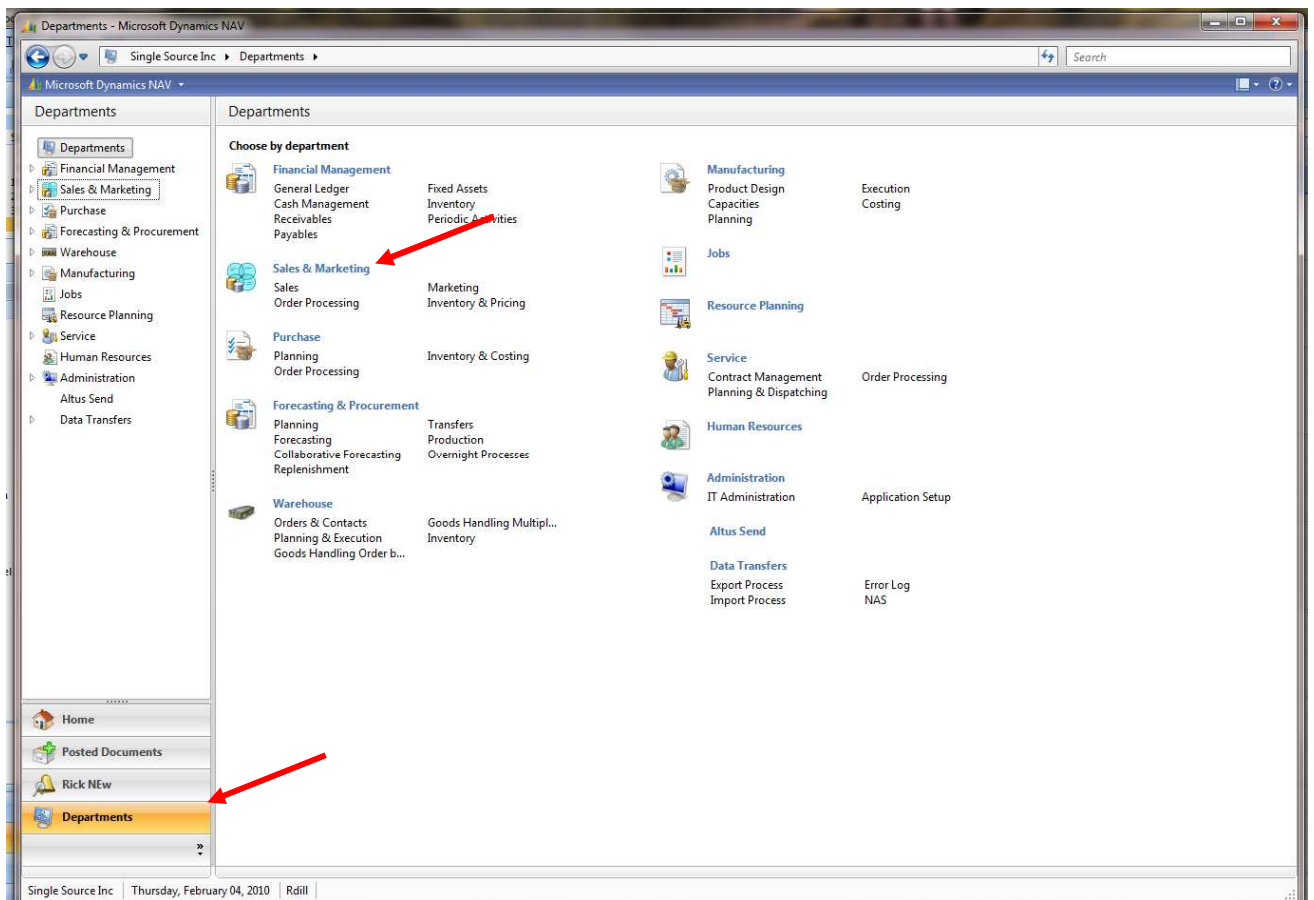 Departments - Microsoft Dynamics NAV
Single Source Inc Departments
Search
Microsoft Dynamics NAV
Departments
Departments
Departments
Financial Management
Sales & Marketing
Purchase
Forecasting & Procurement
Warehouse
Manufacturing
Jobs
Resource Planning
Service
Human Resources
Administration
Altus Send
Data Transfers
Choose by department
Financial Management
General Ledger Fixed Assets
Cash Management Inventory
Receivables Periodic Activities
Payables
Sales & Marketing
Sales Marketing
Order Processing Inventory & Pricing
Purchase
Planning Inventory & Costing
Order Processing
Forecasting & Procurement
Planning Transfers
Forecasting Production
Collaborative Forecasting Overnight Processes
Replenishment
Warehouse
Orders & Contacts Goods Handling Multipl...
Planning & Execution Inventory
Goods Handling Order b...
Manufacturing
Product Design Execution
Capacities Costing
Planning
Jobs
Resource Planning
Service
Contract Management Order Processing
Planning & Dispatching
Human Resources
Administration
IT Administration Application Setup
Altus Send
Data Transfers
Export Process Error Log
Import Process NAS
Home
Posted Documents
Rick NEw
Departments
Single Source Inc Thursday, February 04, 2010 Rdill